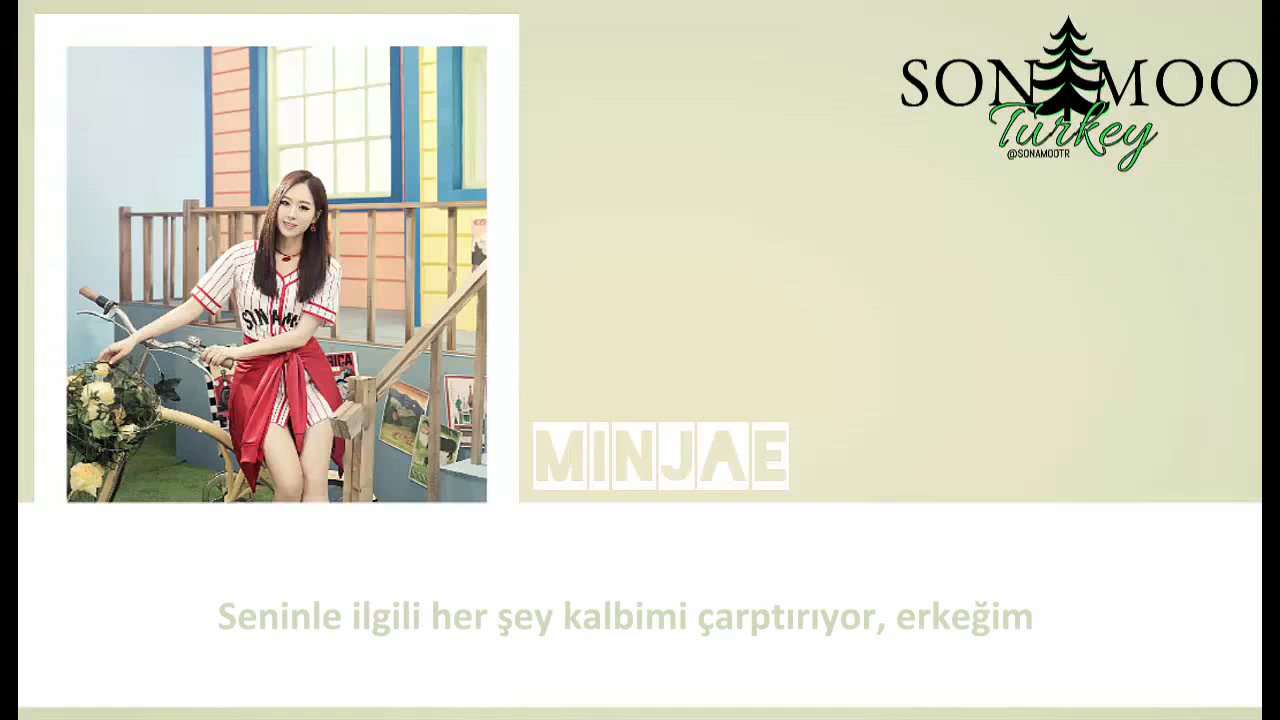 SONAMOO
Turkey
@SONAMOOTR
MINJAE
Seninle ilgili her şey kalbimi çarptırıyor, erkeğim